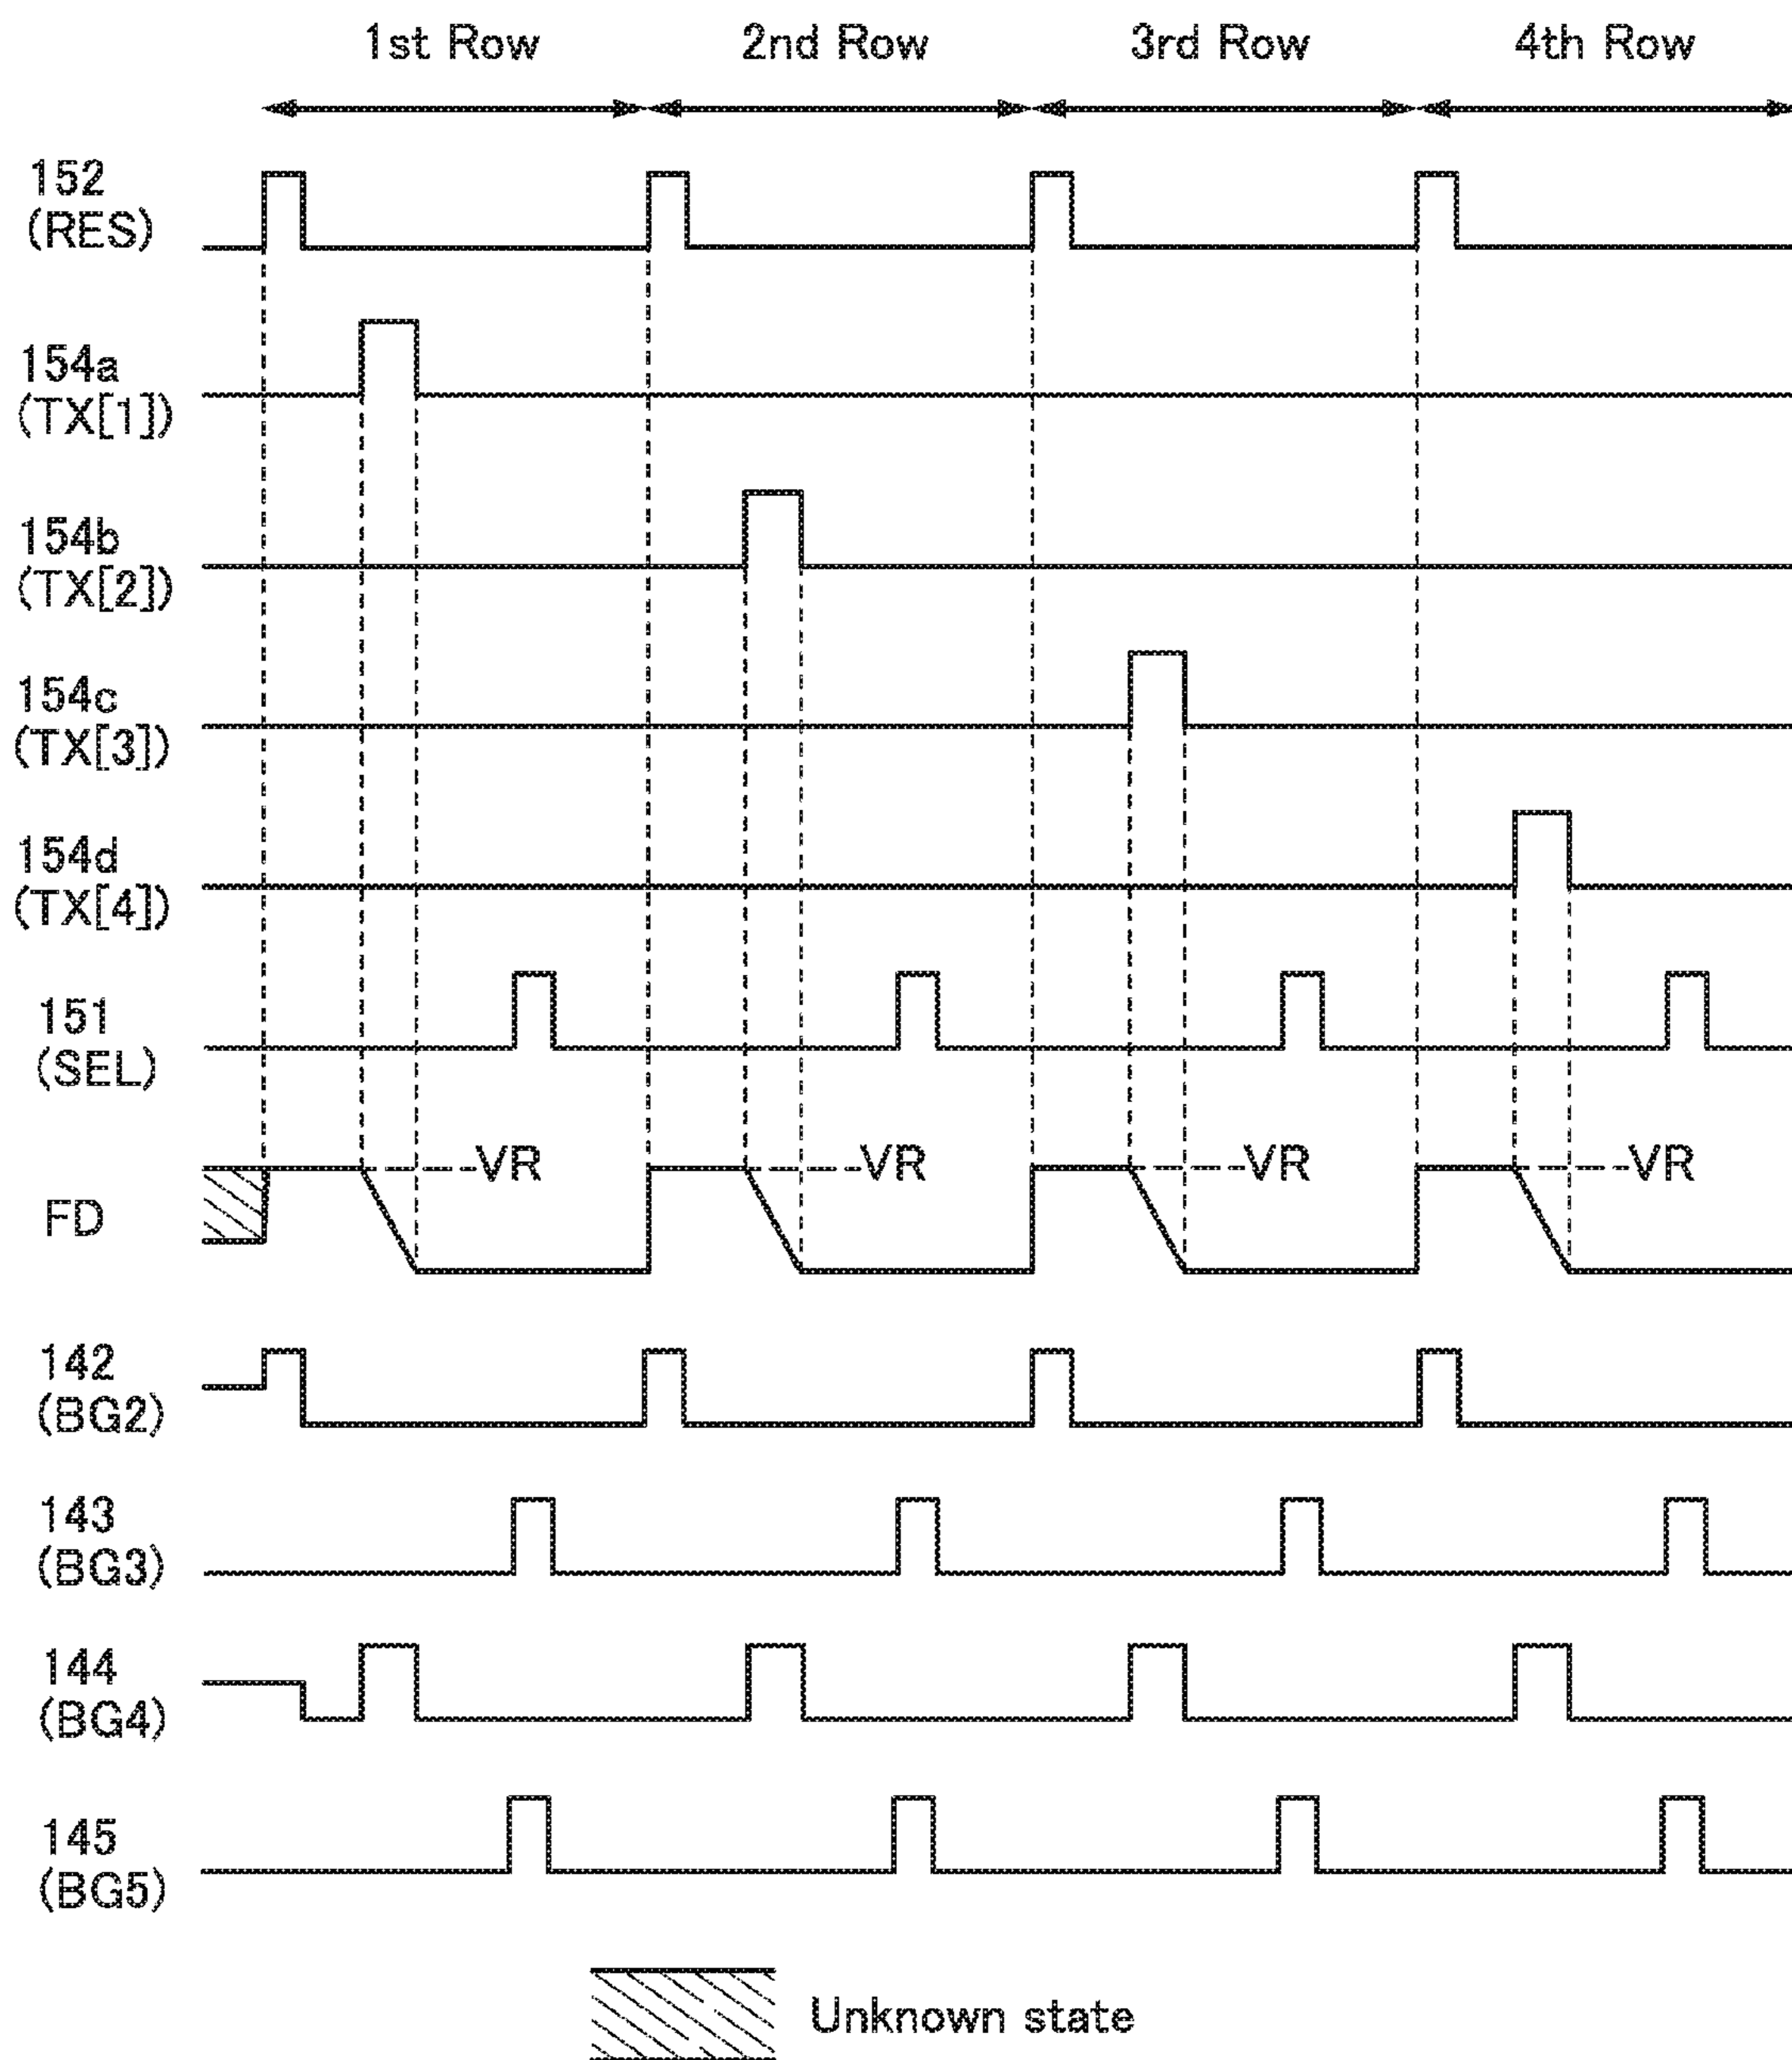 1st Row 2nd Row 3rd Row 4th Row
152
(RES)
154a
(TX[1])
154b
(TX[2])
154c
(TX[3])
154d
(TX[4])
151
(SEL)
VR VR VR VR
FD
142
(BG2)
143
(BG3)
144
(BG4)
145
(BG5)
Unknown state